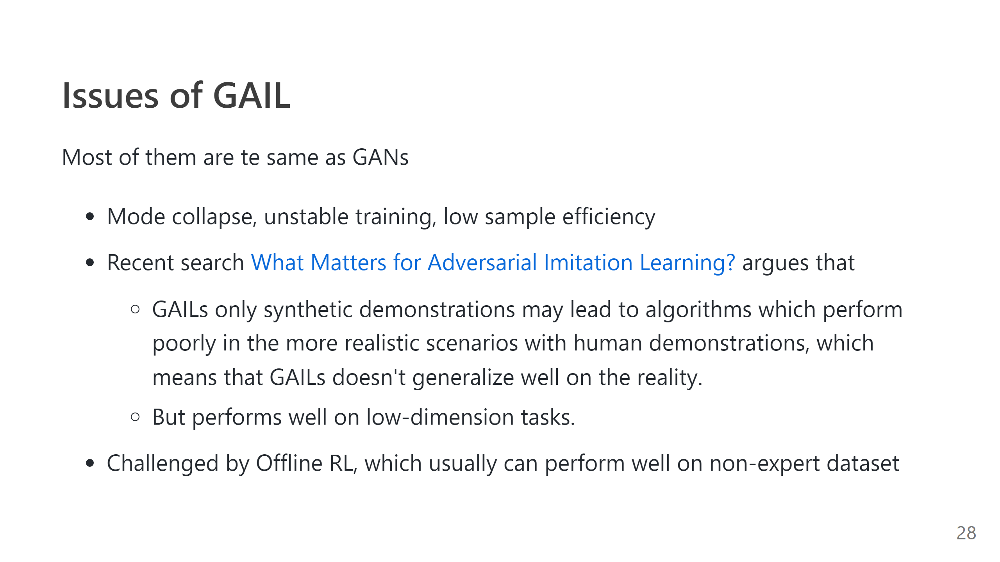 Issues of GAIL
Most of them are te same as GANs
• Mode collapse, unstable training, low sample efficiency
• Recent search What Matters for Adversarial Imitation Learning? argues that
○ GAILs only synthetic demonstrations may lead to algorithms which perform
poorly in the more realistic scenarios with human demonstrations, which
means that GAILs doesn't generalize well on the reality.
○ But performs well on low-dimension tasks.
• Challenged by Offline RL, which usually can perform well on non-expert dataset
28